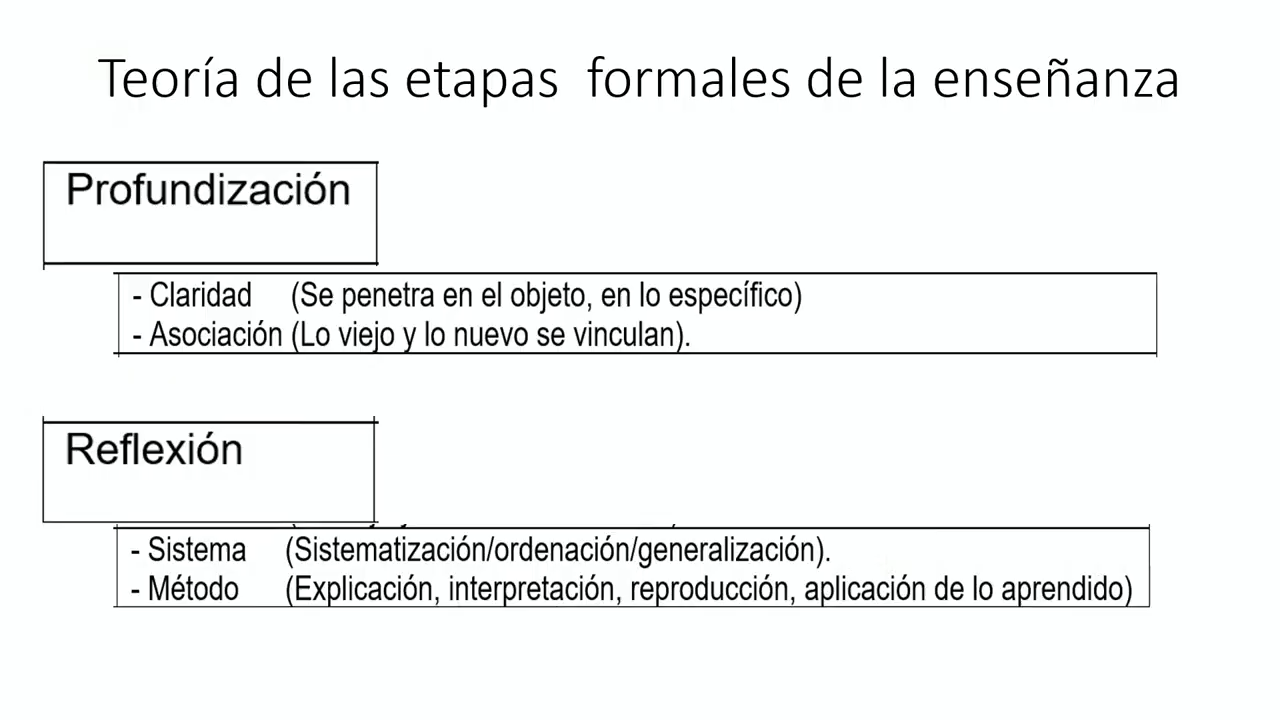 Teoría de las etapas formales de la enseñanza
Profundización
- Claridad (Se penetra en el objeto, en lo específico)
- Asociación (Lo viejo y lo nuevo se vinculan).
Reflexión
- Sistema (Sistematización/ordenación/generalización).
- Método (Explicación, interpretación, reproducción, aplicación de lo aprendido)